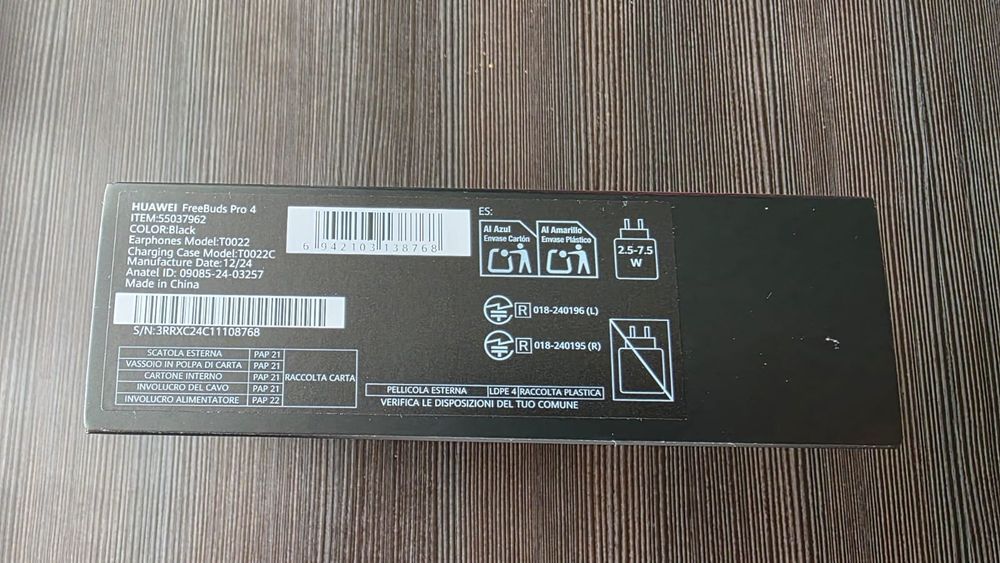 HUAWEI FreeBuds Pro 4
ITEM:55037962
COLOR:Black
Earphones Model:T0022
Charging Case Model:T0022C
Manufacture Date:12/24
Anatel ID: 09085-24-03257
Made in China
S/N:3RRXC24C11108768
6 942103 138768
ES:
Al Azul
Envase Cartón
Al Amarillo
Envase Plástico
2.5-7.5
W
R 018-240196 (L)
R 018-240195 (R)
SCATOLA ESTERNA PAP 21
VASSOIO IN POLPA DI CARTA PAP 21
CARTONE INTERNO PAP 21 RACCOLTA CARTA
INVOLUCRO DEL CAVO PAP 21
INVOLUCRO ALIMENTATORE PAP 22
PELLICOLA ESTERNA LDPE 4 RACCOLTA PLASTICA
VERIFICA LE DISPOSIZIONI DEL TUO COMUNE